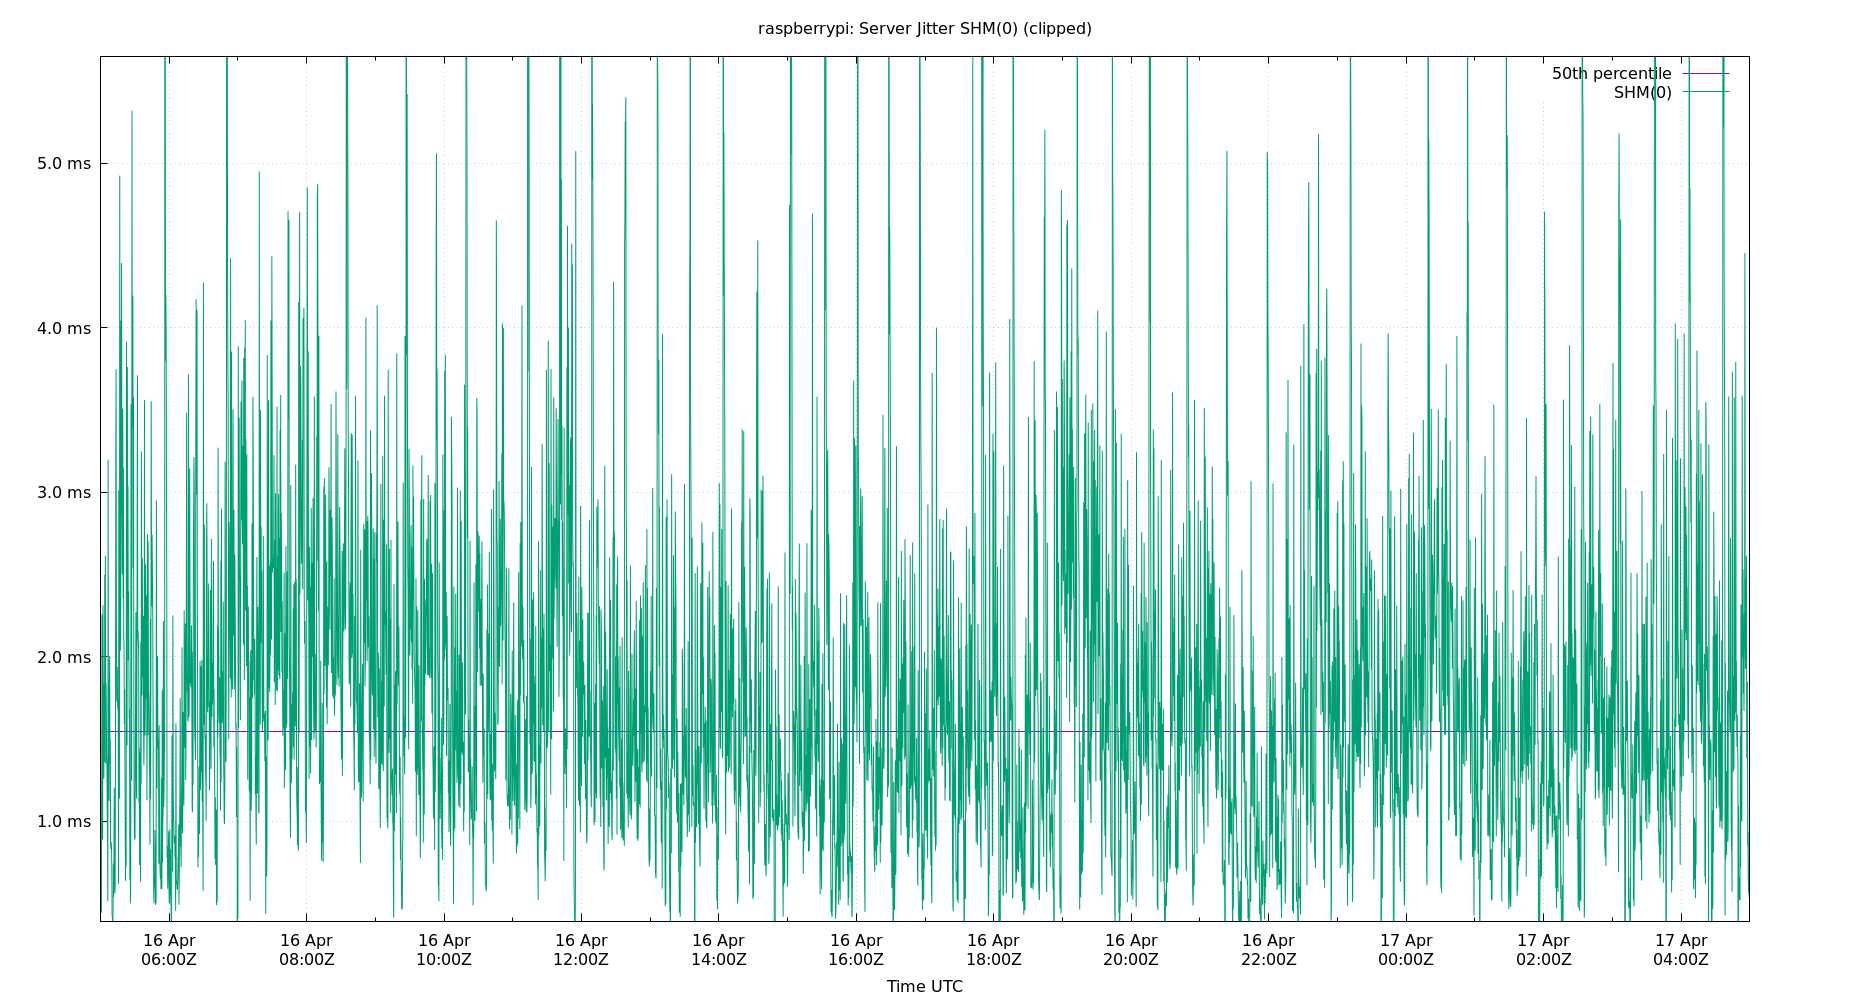 raspberrypi: Server Jitter SHM(0) (clipped)
50th percentile
SHM(0)
5.0 ms
4.0 ms
3.0 ms
2.0 ms
1.0 ms
16 Apr 16 Apr 16 Apr 16 Apr 16 Apr 16 Apr 16 Apr 16 Apr 16 Apr 17 Apr 17 Apr 17 Apr
06:00Z 08:00Z 10:00Z 12:00Z 14:00Z 16:00Z 18:00Z 20:00Z 22:00Z 00:00Z 02:00Z 04:00Z
Time UTC